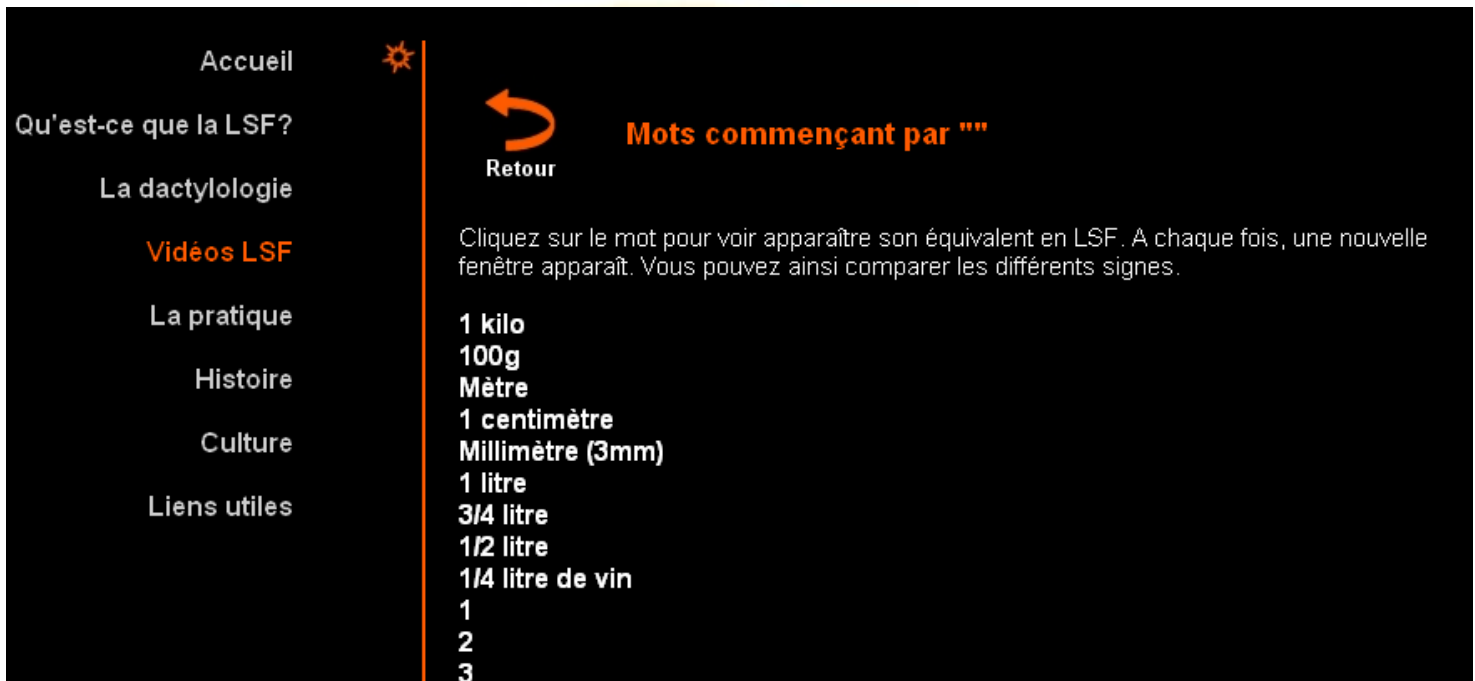 Accueil
Qu'est-ce que la LSF?
La dactylologie
Vidéos LSF
La pratique
Histoire
Culture
Liens utiles
Retour
Mots commençant par ""
Cliquez sur le mot pour voir apparaître son équivalent en LSF. A chaque fois, une nouvelle
fenêtre apparaît. Vous pouvez ainsi comparer les différents signes.
1 kilo
100g
Mètre
1 centimètre
Millimètre (3mm)
1 litre
3/4 litre
1/2 litre
1/4 litre de vin
1
2
3